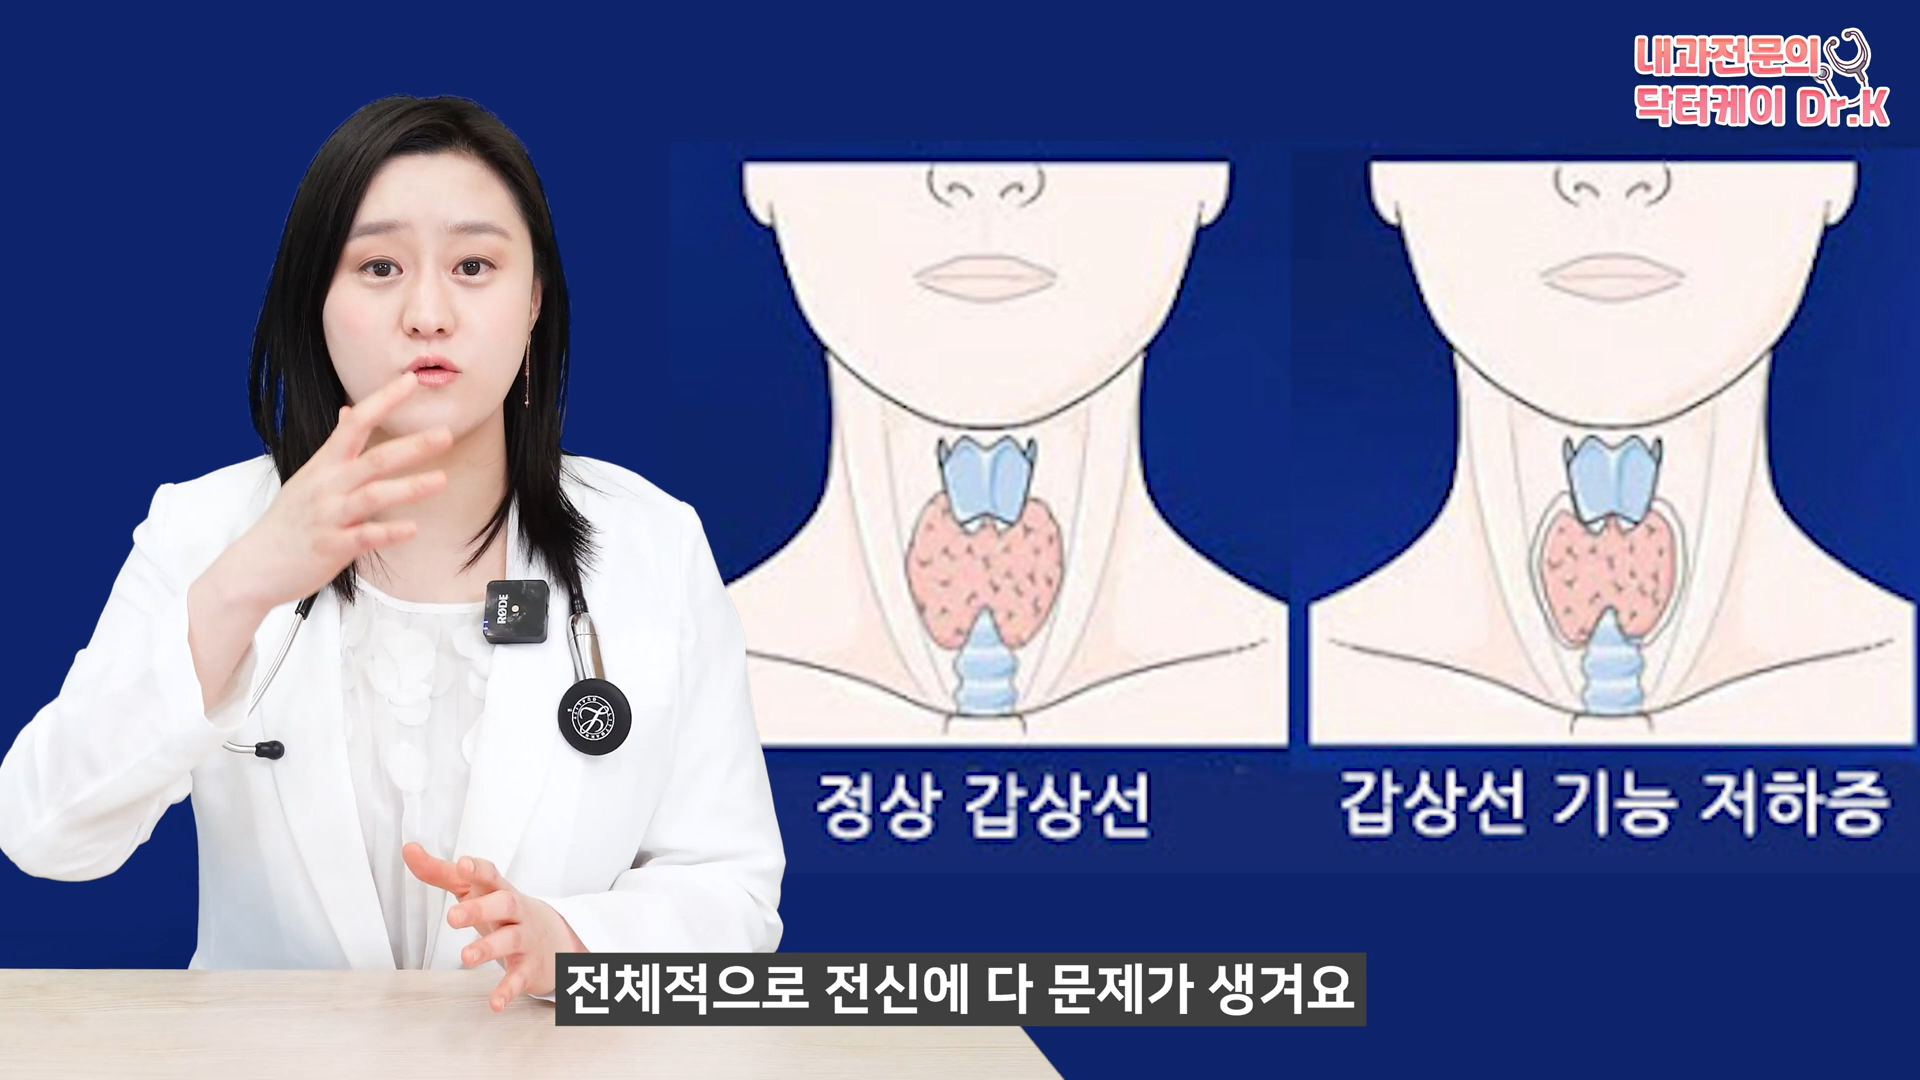 내과전문의
닥터케이 Dr.K
RØDE
정상 갑상선
갑상선 기능 저하증
전체적으로 전신에 다 문제가 생겨요